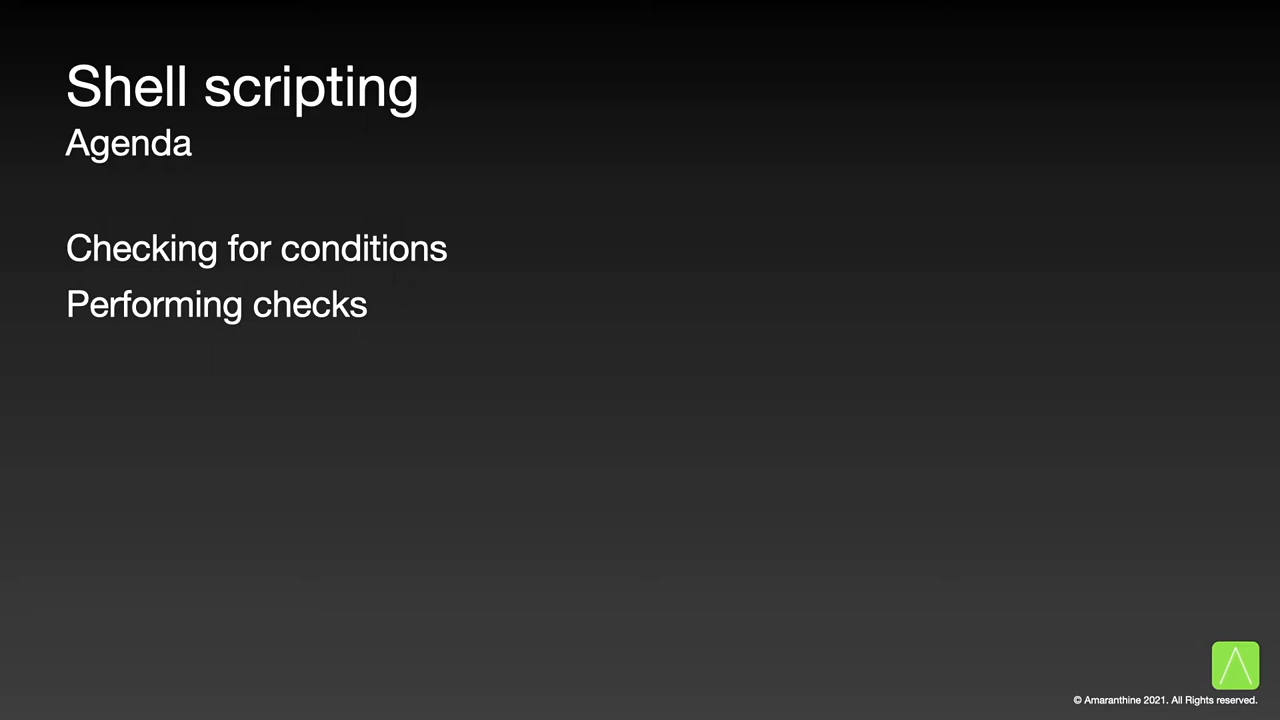 Shell scripting
Agenda
Checking for conditions
Performing checks
© Amaranthine 2021. All Rights reserved.